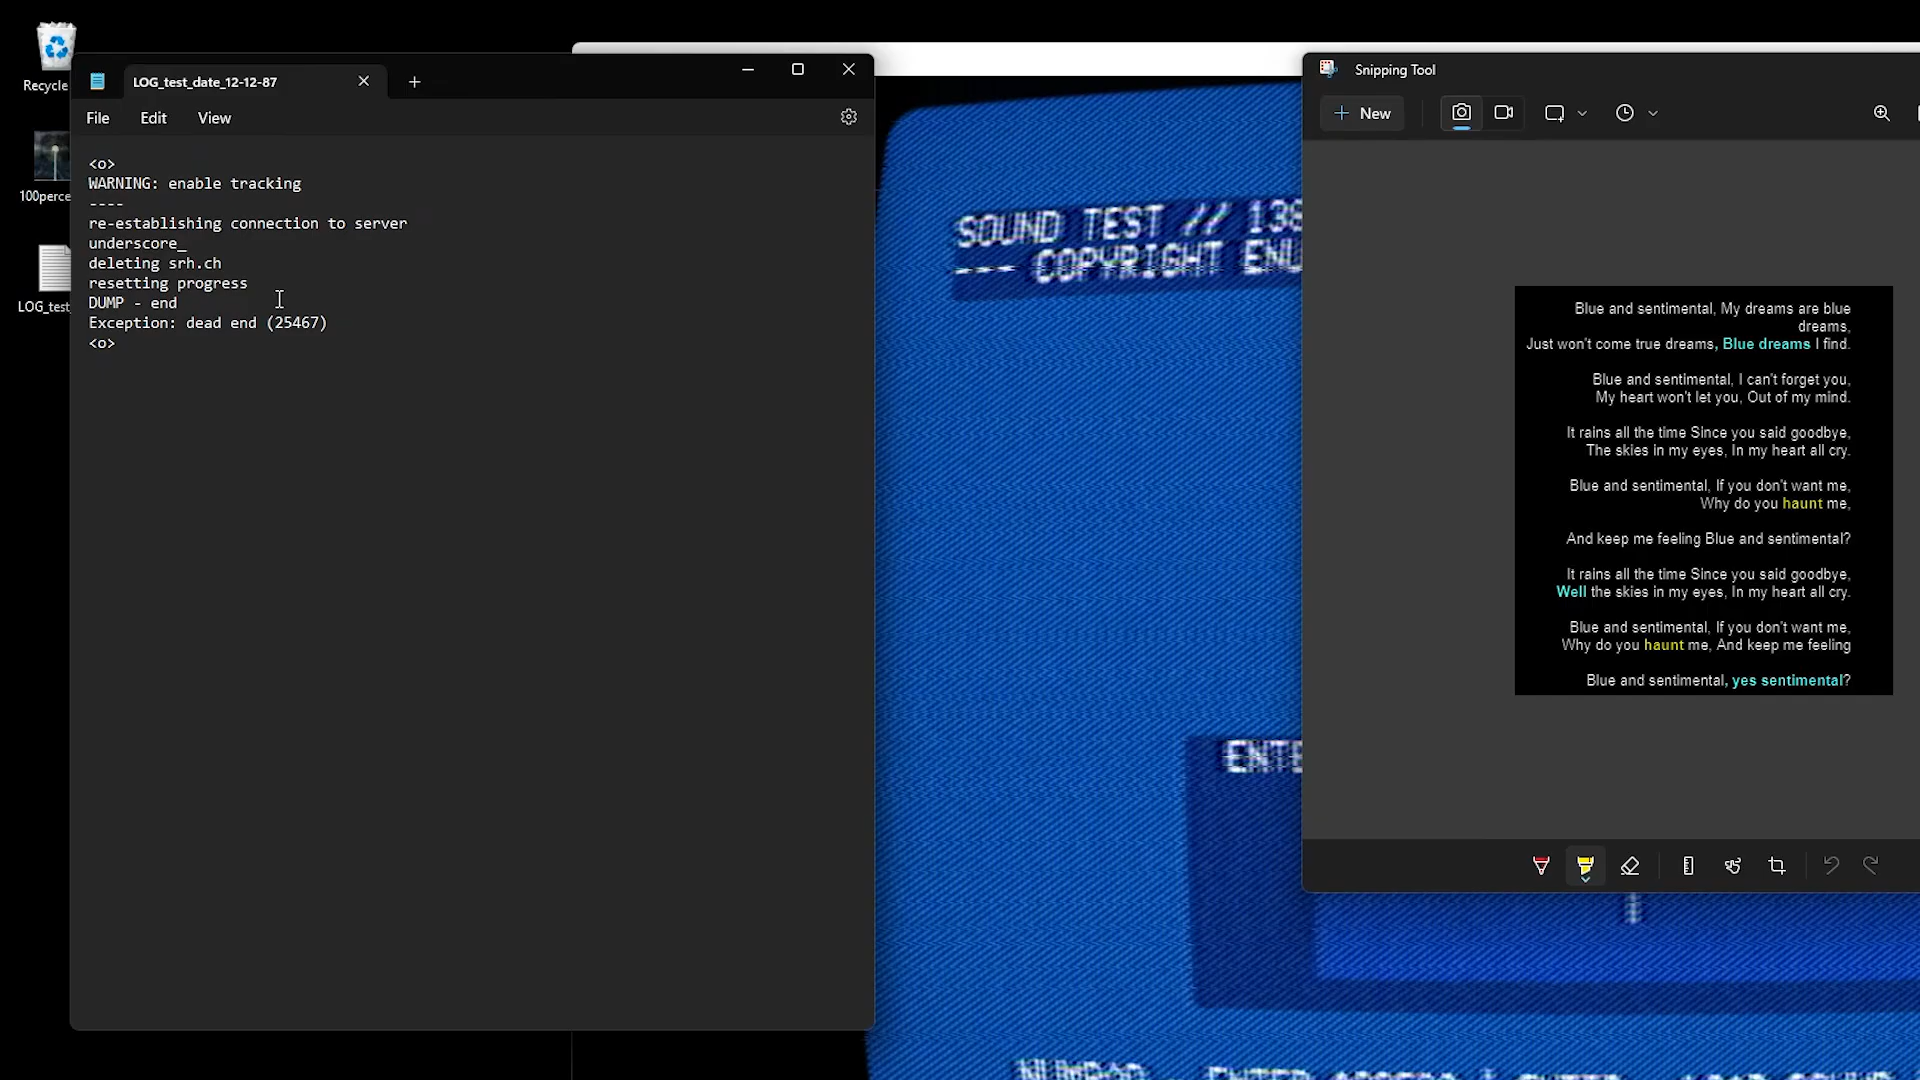 Recycle
100perce
LOG_test
LOG_test_date_12-12-87
File Edit View
<o>
WARNING: enable tracking
----
re-establishing connection to server
underscore_
deleting srh.ch
resetting progress
DUMP - end
Exception: dead end (25467)
<o>
SOUND TEST // 138
--- COPYRIGHT ENU
ENTE
Snipping Tool
New
Blue and sentimental, My dreams are blue
dreams,
Just won't come true dreams, Blue dreams I find.
Blue and sentimental, I can't forget you,
My heart won't let you, Out of my mind.
It rains all the time Since you said goodbye,
The skies in my eyes, In my heart all cry.
Blue and sentimental, If you don't want me,
Why do you haunt me,
And keep me feeling Blue and sentimental?
It rains all the time Since you said goodbye,
Well the skies in my eyes, In my heart all cry.
Blue and sentimental, If you don't want me,
Why do you haunt me, And keep me feeling
Blue and sentimental, yes sentimental?